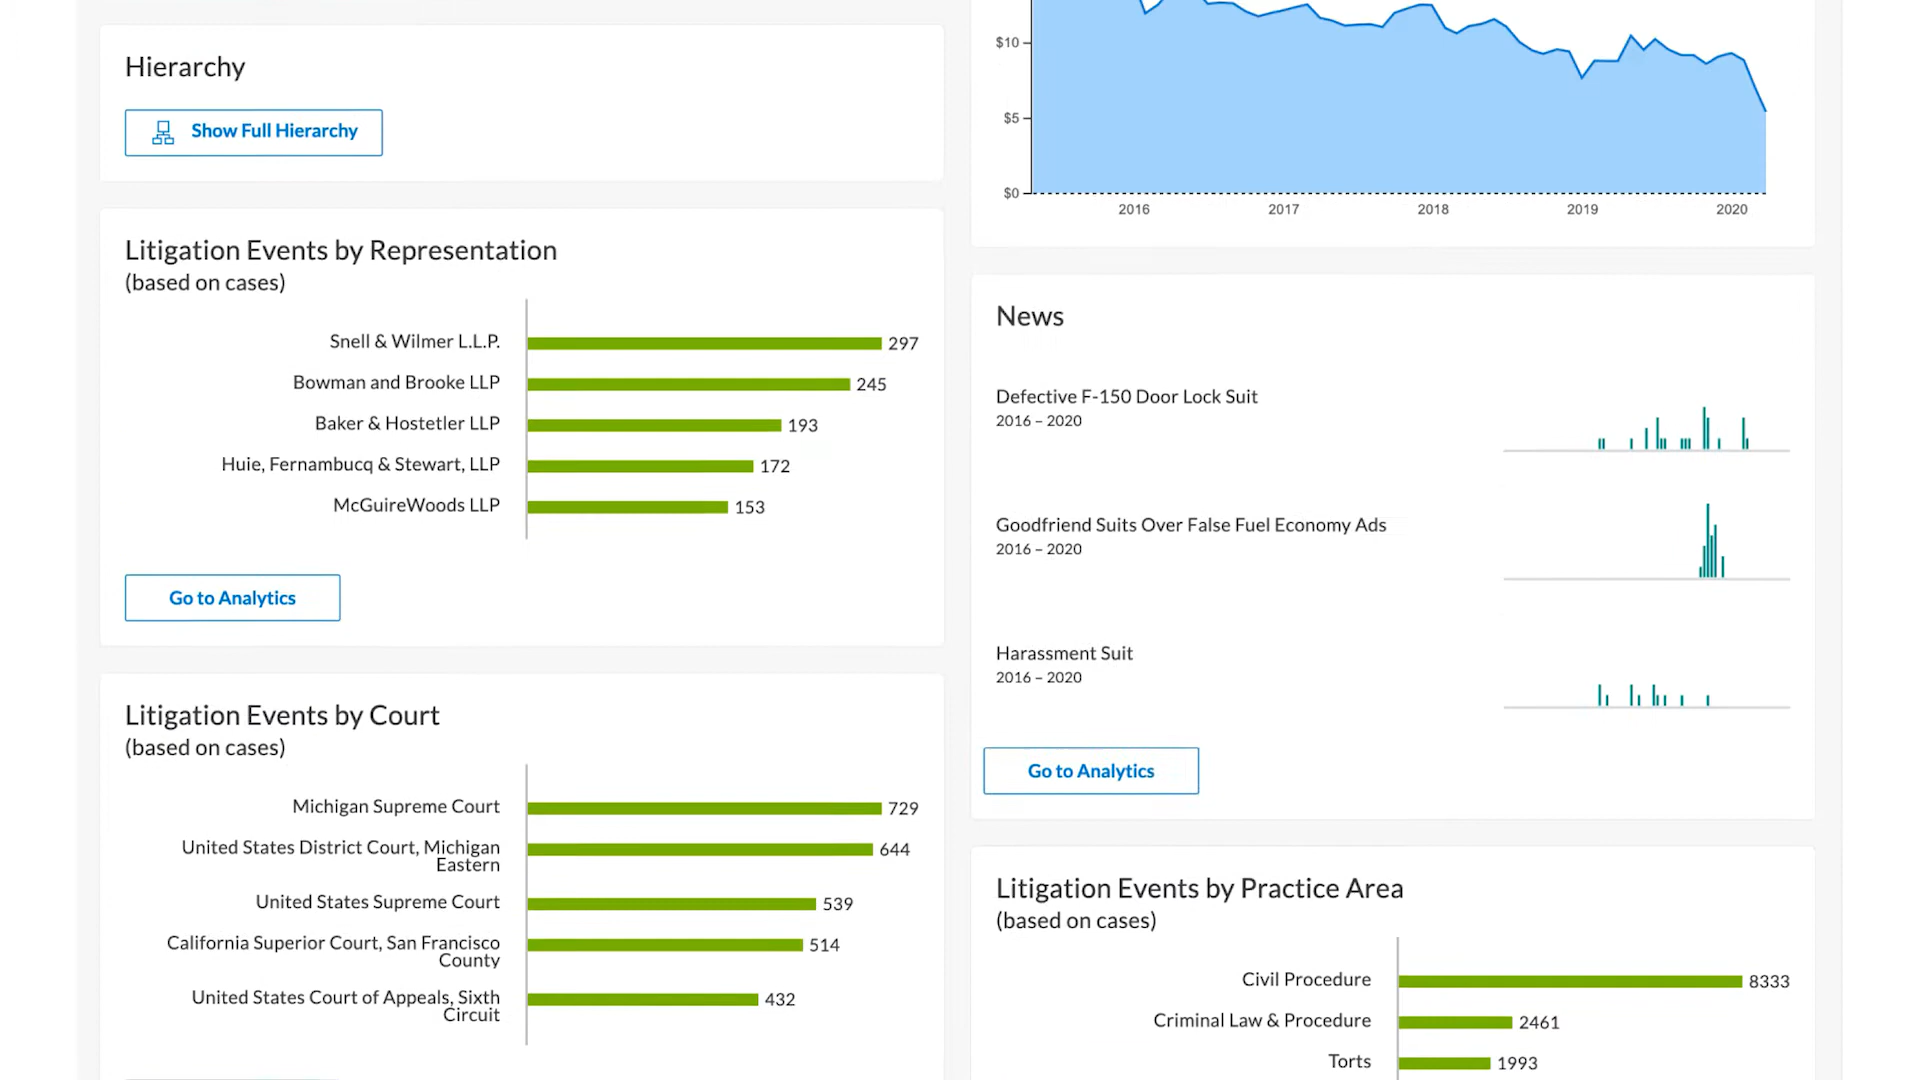 Hierarchy
Show Full Hierarchy
Litigation Events by Representation
(based on cases)
Snell & Wilmer L.L.P.
297
Bowman and Brooke LLP
245
Baker & Hostetler LLP
193
Huie, Fernambucq & Stewart, LLP
172
McGuireWoods LLP
153
Go to Analytics
Litigation Events by Court
(based on cases)
Michigan Supreme Court
729
United States District Court, Michigan
Eastern
644
United States Supreme Court
539
California Superior Court, San Francisco
County
514
United States Court of Appeals, Sixth
Circuit
432
$10
$5
$0
2016
2017
2018
2019
2020
News
Defective F-150 Door Lock Suit
2016 – 2020
Goodfriend Suits Over False Fuel Economy Ads
2016 – 2020
Harassment Suit
2016 – 2020
Go to Analytics
Litigation Events by Practice Area
(based on cases)
Civil Procedure
8333
Criminal Law & Procedure
2461
Torts
1993